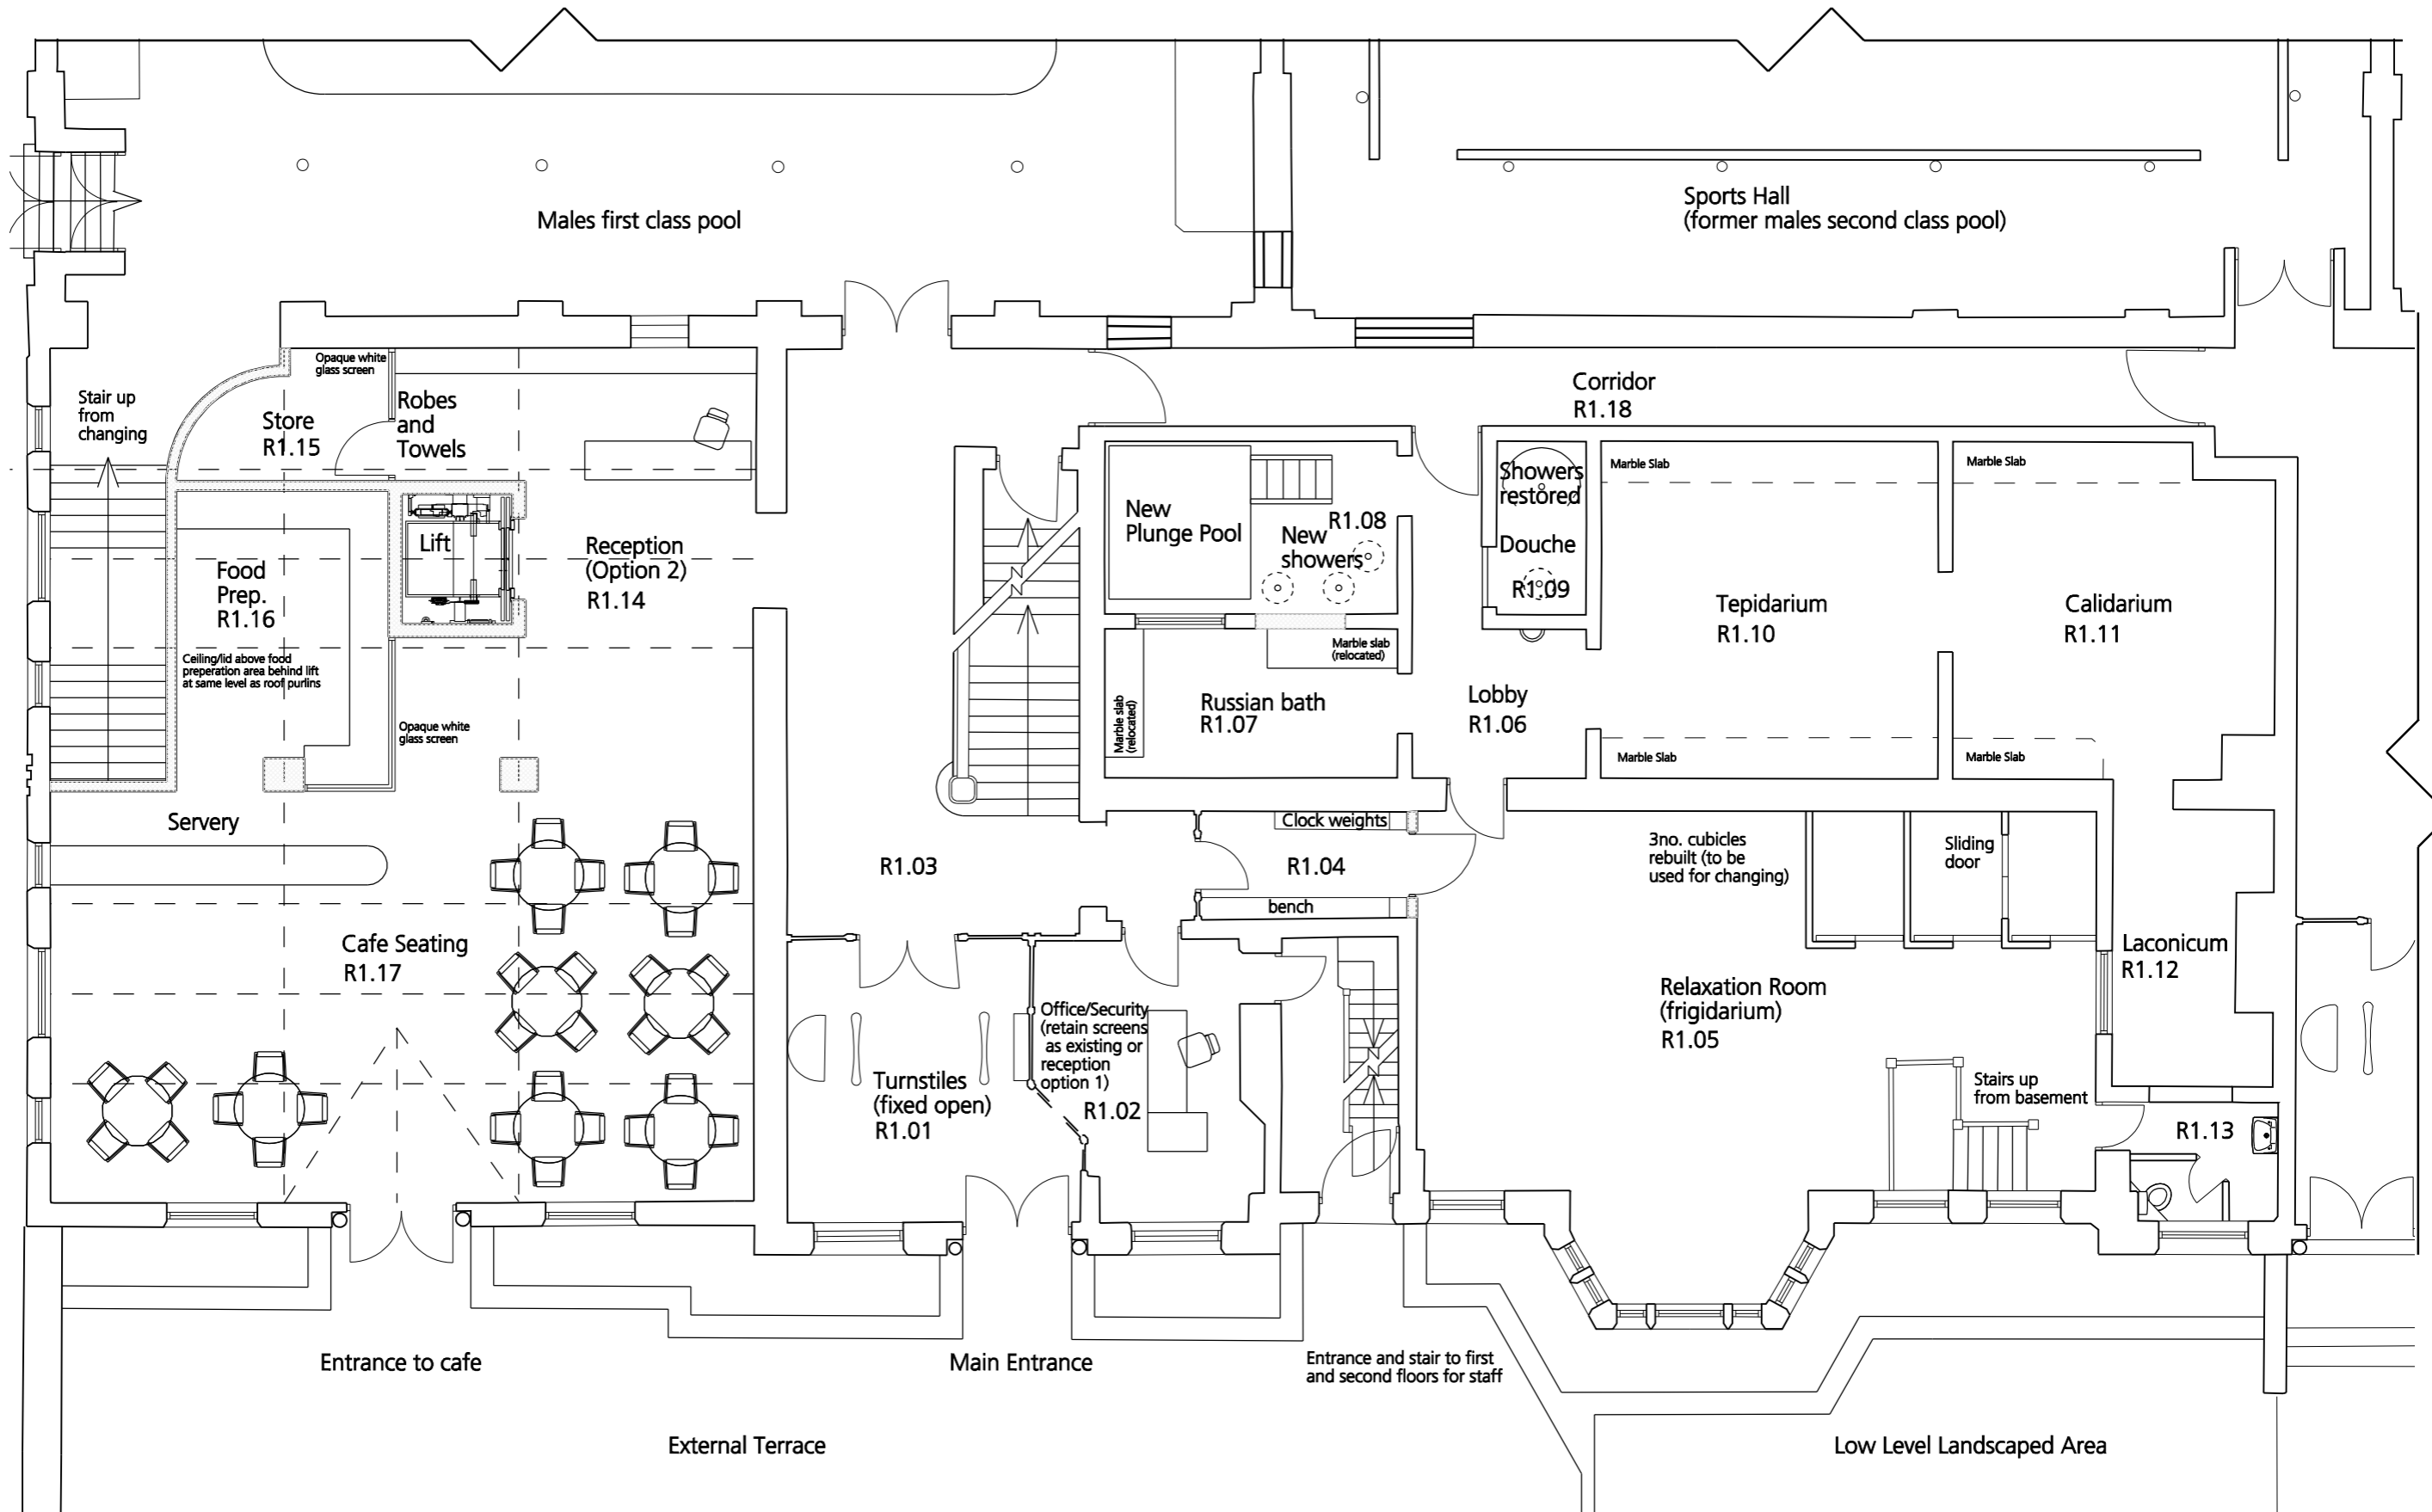 Males first class pool
Sports Hall
(former males second class pool)
Opaque white
glass screen
Stair up
from
changing
Store
R1.15
Robes
and
Towels
Corridor
R1.18
Marble Slab
Marble Slab
Showers
restored
New
Plunge Pool
R1.08
New
showers
Douche
R1.09
Lift
Reception
(Option 2)
R1.14
Food
Prep.
R1.16
Tepidarium
R1.10
Calidarium
R1.11
Ceiling/lid above food
preperation area behind lift
at same level as roof purlins
Marble slab
(relocated)
Opaque white
glass screen
Marble slab
(relocated)
Russian bath
R1.07
Lobby
R1.06
Marble Slab
Marble Slab
Servery
Clock weights
3no. cubicles
rebuilt (to be
used for changing)
Sliding
door
R1.03
R1.04
bench
Cafe Seating
R1.17
Laconicum
R1.12
Relaxation Room
(frigidarium)
R1.05
Office/Security
(retain screens
as existing or
reception
option 1)
R1.02
Turnstiles
(fixed open)
R1.01
Stairs up
from basement
R1.13
Entrance to cafe
Main Entrance
Entrance and stair to first
and second floors for staff
External Terrace
Low Level Landscaped Area